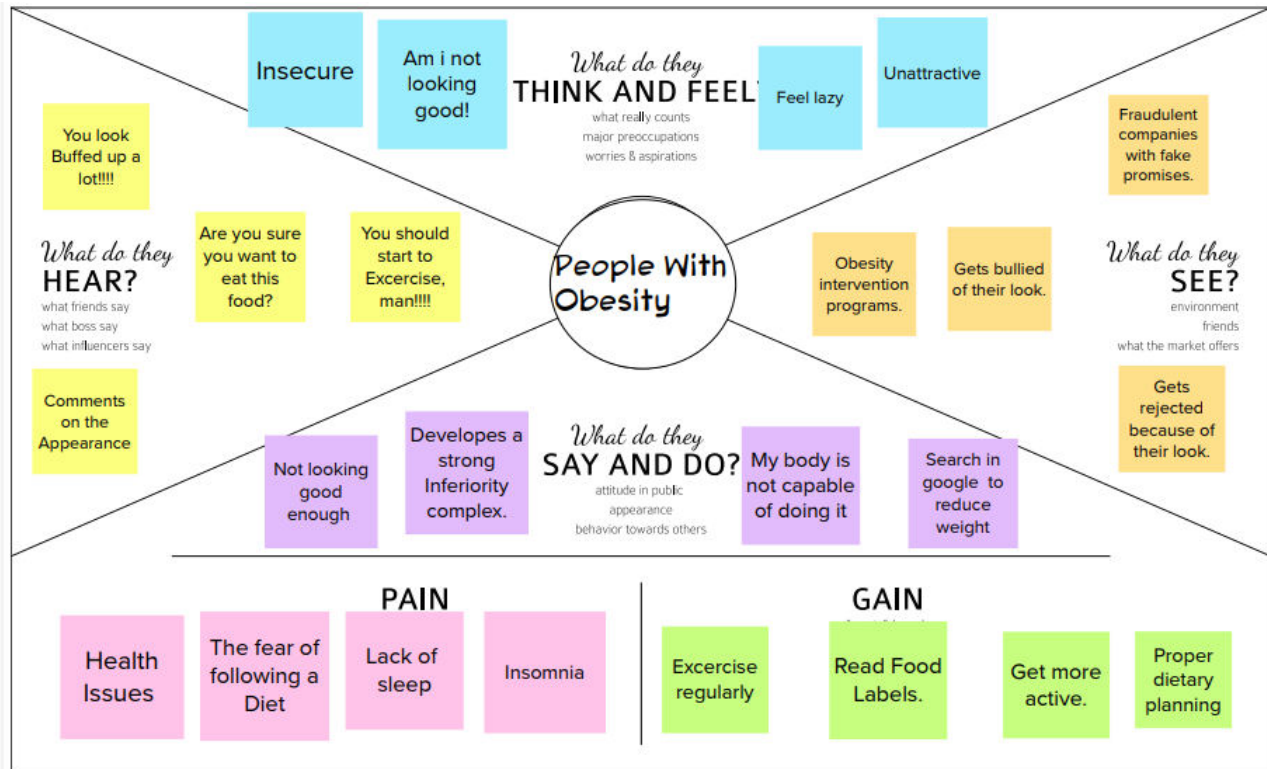 Insecure
Am i not
looking
good!
What do they
THINK AND FEEL?
what really counts
major preoccupations
worries & aspirations
Feel lazy
Unattractive
You look
Buffed up a
lot!!!!
Are you sure
you want to
eat this
food?
You should
start to
Excercise,
man!!!!
What do they
HEAR?
what friends say
what boss say
what influencers say
Comments
on the
Appearance
People With
Obesity
Fraudulent
companies
with fake
promises.
Obesity
intervention
programs.
Gets bullied
of their look.
What do they
SEE?
environment
friends
what the market offers
Gets
rejected
because of
their look.
Not looking
good
enough
Developes a
strong
Inferiority
complex.
What do they
SAY AND DO?
attitude in public
appearance
behavior towards others
My body is
not capable
of doing it
Search in
google to
reduce
weight
PAIN
Health
Issues
The fear of
following a
Diet
Lack of
sleep
Insomnia
GAIN
Excercise
regularly
Read Food
Labels.
Get more
active.
Proper
dietary
planning